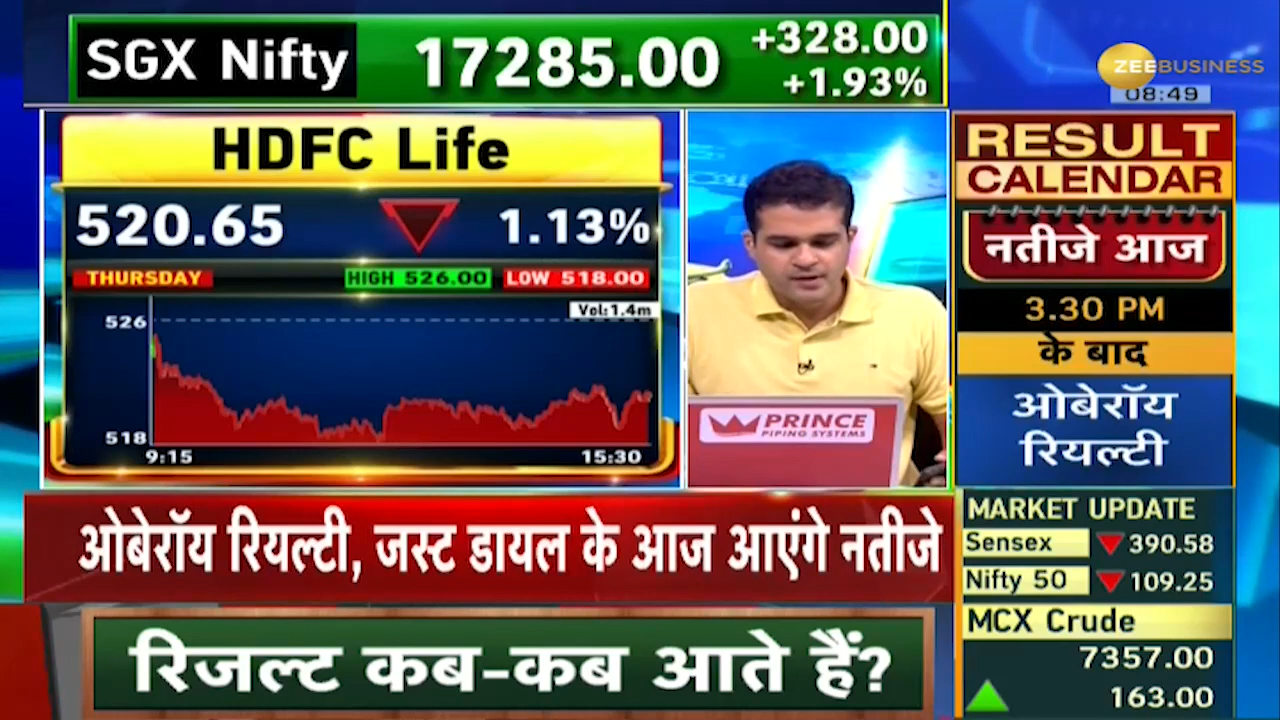 SGX Nifty
17285.00
+328.00
+1.93%
ZEEBUSINESS
08:49
HDFC Life
520.65
1.13%
THURSDAY
HIGH 526.00
LOW 518.00
Vol:1.4m
526
518
9:15
15:30
PRINCE
PIPING SYSTEMS
RESULT
CALENDAR
नतीजे आज
3.30 PM
के बाद
ओबेरॉय
रियल्टी
MARKET UPDATE
Sensex 390.58
Nifty 50 109.25
MCX Crude
7357.00
163.00
ओबेरॉय रियल्टी, जस्ट डायल के आज आएंगे नतीजे
रिजल्ट कब-कब आते हैं?